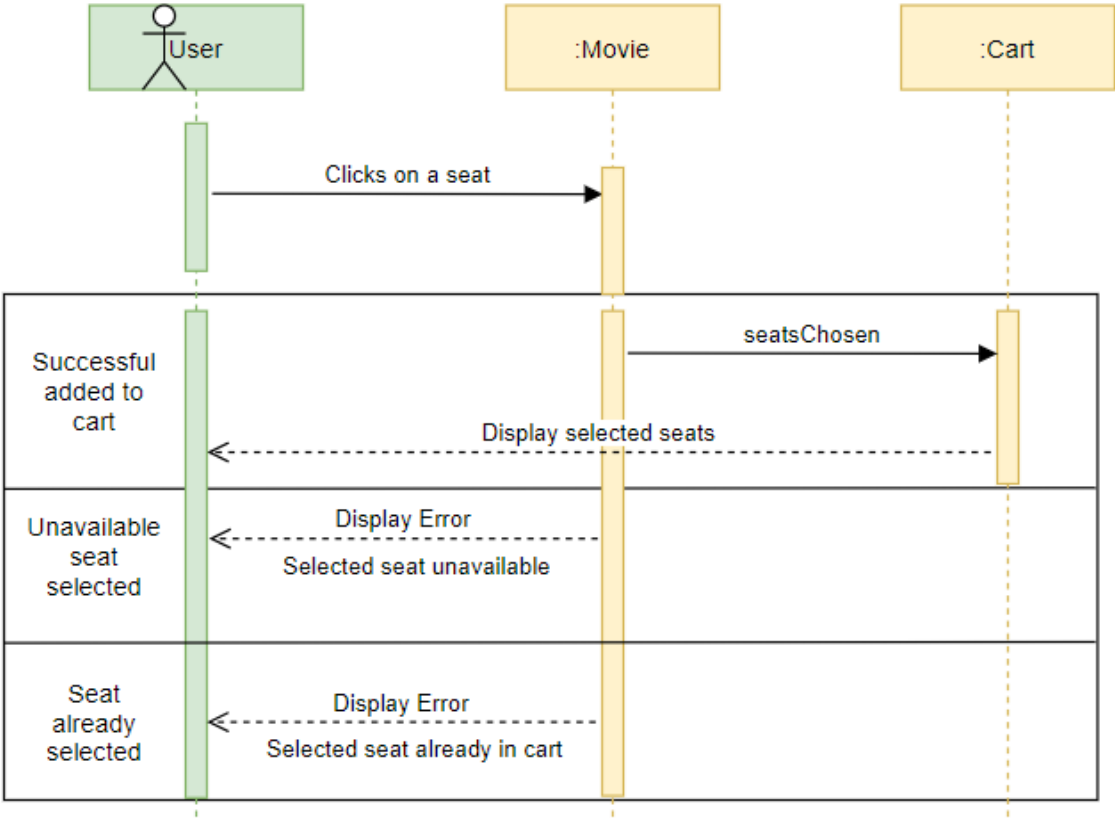 User
:Movie
:Cart
Clicks on a seat
Successful
added to
cart
seatsChosen
Display selected seats
Unavailable
seat
selected
Display Error
Selected seat unavailable
Seat
already
selected
Display Error
Selected seat already in cart